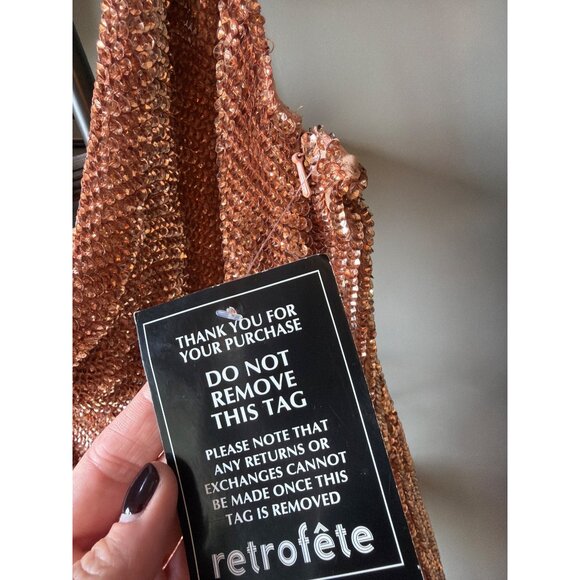 THANK YOU FOR
YOUR PURCHASE
DO NOT
REMOVE
THIS TAG
PLEASE NOTE THAT
ANY RETURNS OR
EXCHANGES CANNOT
BE MADE ONCE THIS
TAG IS REMOVED
retrofête